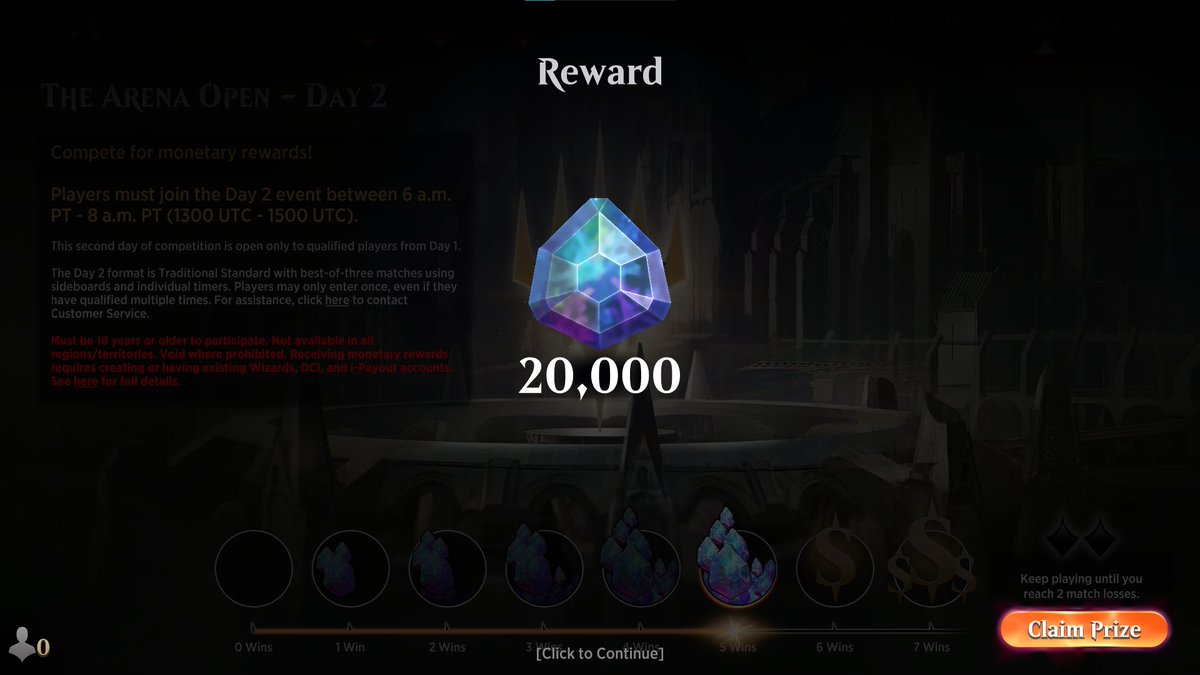 Reward
The Arena Open – Day 2
Compete for monetary rewards!
Players must join the Day 2 event between 6 a.m.
PT - 8 a.m. PT (1300 UTC - 1500 UTC).
This second day of competition is open only to qualified players from Day 1.
The Day 2 format is Traditional Standard with best-of-three matches using
sideboards and individual timers. Players may only enter once, even if they
have qualified multiple times. For assistance, click here to contact
Customer Service.
Must be 18 years or older to participate. Not available in all
regions/territories. Void where prohibited. Receiving monetary rewards
requires creating or having existing Wizards, DCI, and i-Payout accounts.
See here for full details.
20,000
Keep playing until you
reach 2 match losses.
Claim Prize
0 Wins
1 Win
2 Wins
3 Wins
4 Wins
5 Wins
6 Wins
7 Wins
[Click to Continue]
0